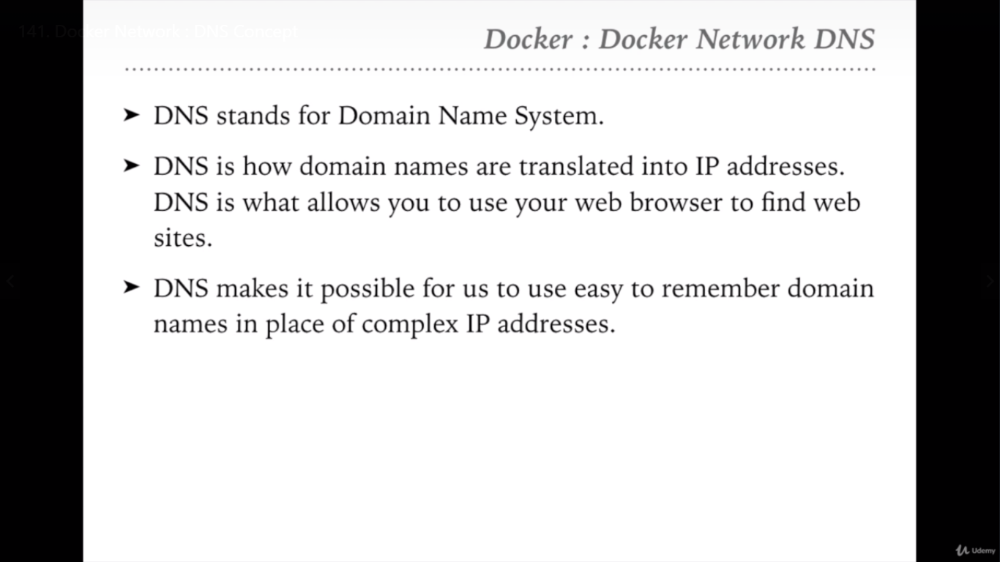 141. Docker Network : DNS Concept
Docker : Docker Network DNS
➤ DNS stands for Domain Name System.
➤ DNS is how domain names are translated into IP addresses.
DNS is what allows you to use your web browser to find web
sites.
➤ DNS makes it possible for us to use easy to remember domain
names in place of complex IP addresses.
Udemy